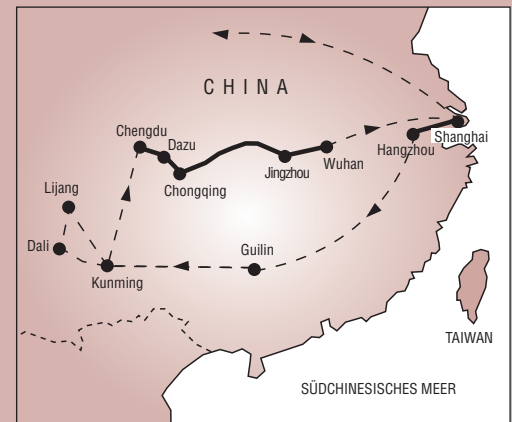 CHINA
Chengdu
Dazu
Chongqing
Jingzhou
Wuhan
Hangzhou
Shanghai
Lijang
Dali
Kunming
Guilin
TAIWAN
SÜDCHINESISCHES MEER